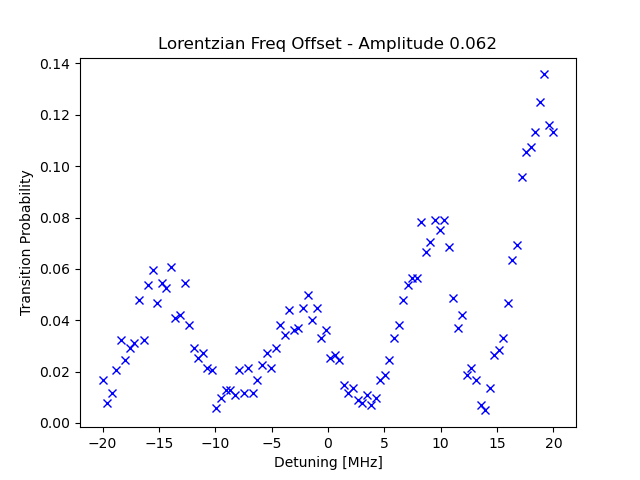 Lorentzian Freq Offset - Amplitude 0.062
Transition Probability
0.14
0.12
0.10
0.08
0.06
0.04
0.02
0.00
−20 −15 −10 −5 0 5 10 15 20
Detuning [MHz]